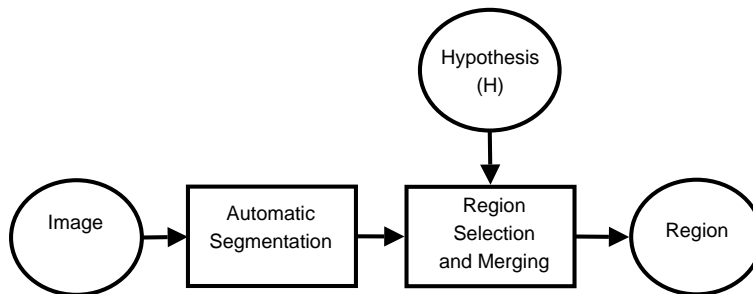 Hypothesis
(H)
Image
Automatic
Segmentation
Region
Selection
and Merging
Region